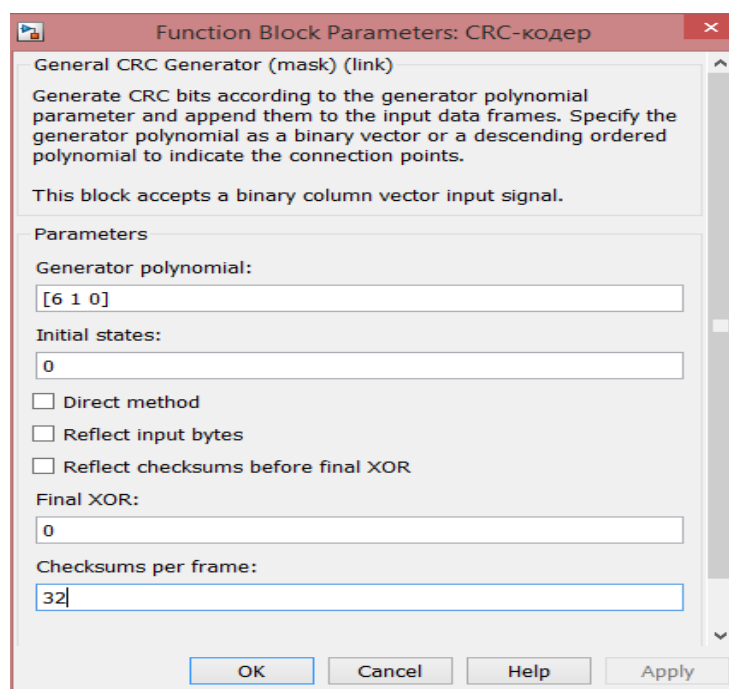 Function Block Parameters: CRC-кодер
General CRC Generator (mask) (link)
Generate CRC bits according to the generator polynomial
parameter and append them to the input data frames. Specify the
generator polynomial as a binary vector or a descending ordered
polynomial to indicate the connection points.
This block accepts a binary column vector input signal.
Parameters
Generator polynomial:
[6 1 0]
Initial states:
0
Direct method
Reflect input bytes
Reflect checksums before final XOR
Final XOR:
0
Checksums per frame:
32
OK Cancel Help Apply